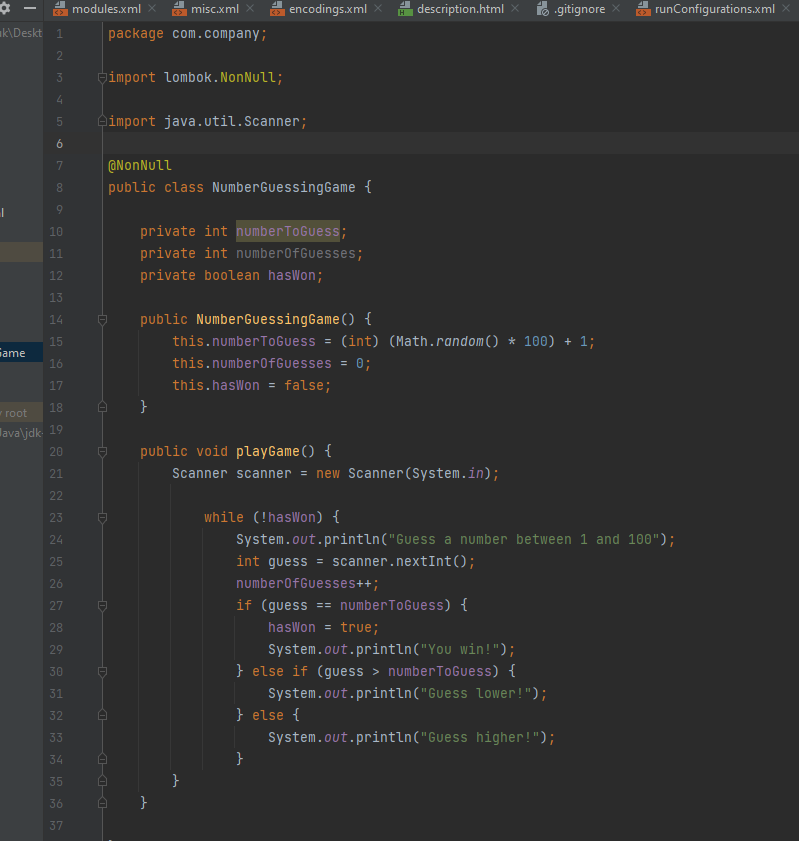 modules.xml misc.xml encodings.xml description.html .gitignore runConfigurations.xml
uk\Deskt
1 package com.company;
2
3 import lombok.NonNull;
4
5 import java.util.Scanner;
6
7 @NonNull
8 public class NumberGuessingGame {
9
10 private int numberToGuess;
11 private int numberOfGuesses;
12 private boolean hasWon;
13
14 public NumberGuessingGame() {
15 this.numberToGuess = (int) (Math.random() * 100) + 1;
16 this.numberOfGuesses = 0;
17 this.hasWon = false;
18 }
19
20 public void playGame() {
21 Scanner scanner = new Scanner(System.in);
22
23 while (!hasWon) {
24 System.out.println("Guess a number between 1 and 100");
25 int guess = scanner.nextInt();
26 numberOfGuesses++;
27 if (guess == numberToGuess) {
28 hasWon = true;
29 System.out.println("You win!");
30 } else if (guess > numberToGuess) {
31 System.out.println("Guess lower!");
32 } else {
33 System.out.println("Guess higher!");
34 }
35 }
36 }
37
Game
root
Java\jdk